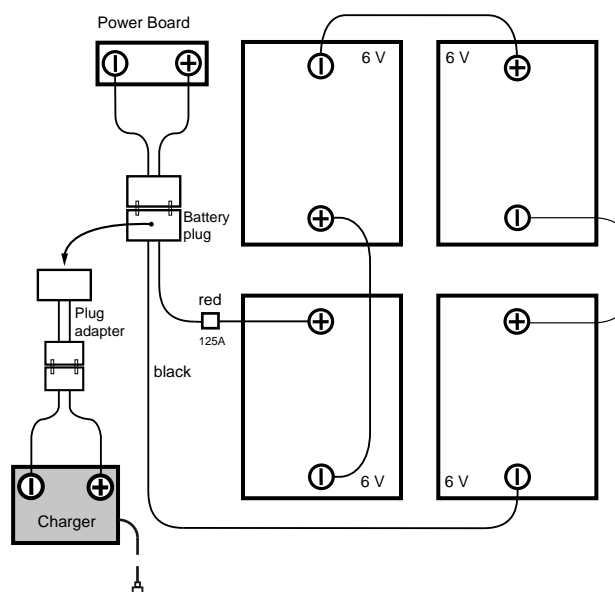 Power Board
6 V
6 V
Battery
plug
Plug
adapter
red
125A
black
6 V
6 V
Charger